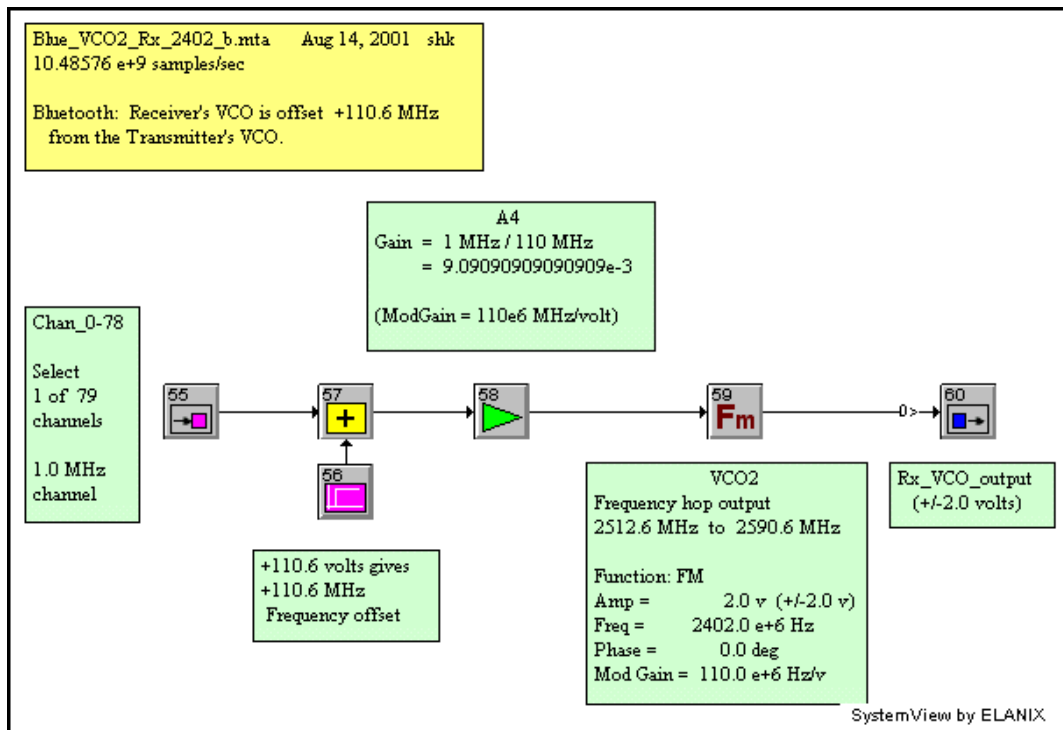 Blue_VCO2_Rx_2402_b.mta Aug 14, 2001 shk
10.48576 e+9 samples/sec
Bluetooth: Receiver's VCO is offset +110.6 MHz
from the Transmitter's VCO.
A4
Gain = 1 MHz / 110 MHz
= 9.09090909090909e-3
(ModGain = 110e6 MHz/volt)
Chan_0-78
Select
1 of 79
channels
1.0 MHz
channel
55
57
+
58
59
Fm
0>
60
56
+110.6 volts gives
+110.6 MHz
Frequency offset
VCO2
Frequency hop output
2512.6 MHz to 2590.6 MHz
Function: FM
Amp = 2.0 v (+/-2.0 v)
Freq = 2402.0 e+6 Hz
Phase = 0.0 deg
Mod Gain = 110.0 e+6 Hz/v
Rx_VCO_output
(+/-2.0 volts)
SystemView by ELANIX